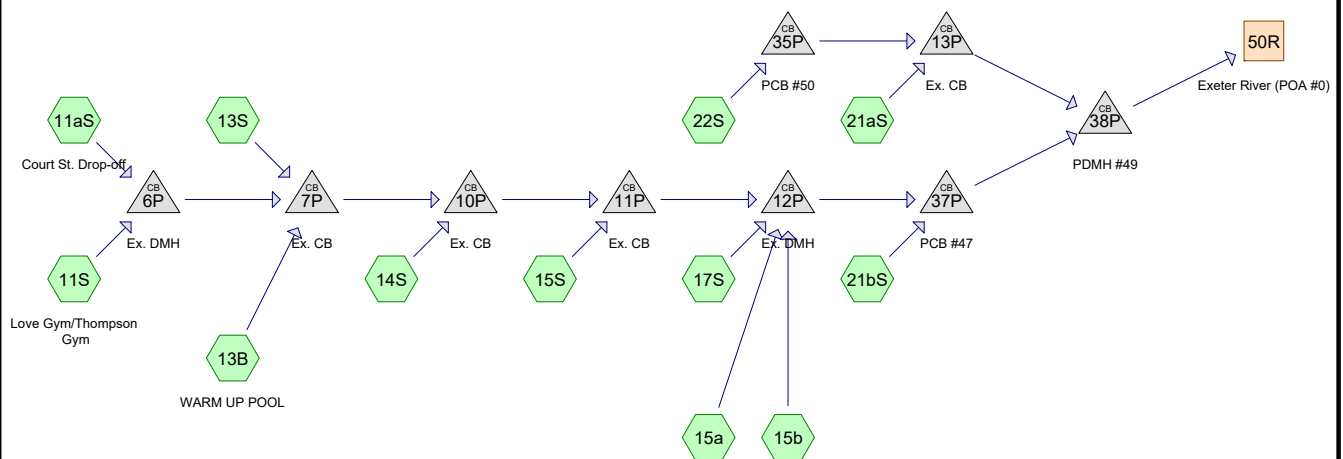 CB
35P
PCB #50
CB
13P
Ex. CB
50R
Exeter River (POA #0)
11aS
Court St. Drop-off
13S
22S
21aS
CB
38P
PDMH #49
CB
6P
Ex. DMH
CB
7P
Ex. CB
CB
10P
Ex. CB
CB
11P
Ex. CB
CB
12P
Ex. DMH
CB
37P
PCB #47
11S
Love Gym/Thompson
Gym
14S
15S
17S
21bS
13B
WARM UP POOL
15a
15b